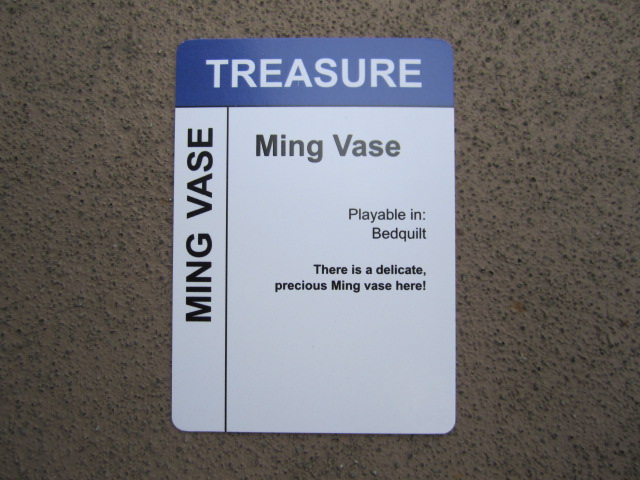 TREASURE
MING VASE
Ming Vase
Playable in:
Bedquilt
There is a delicate,
precious Ming vase here!